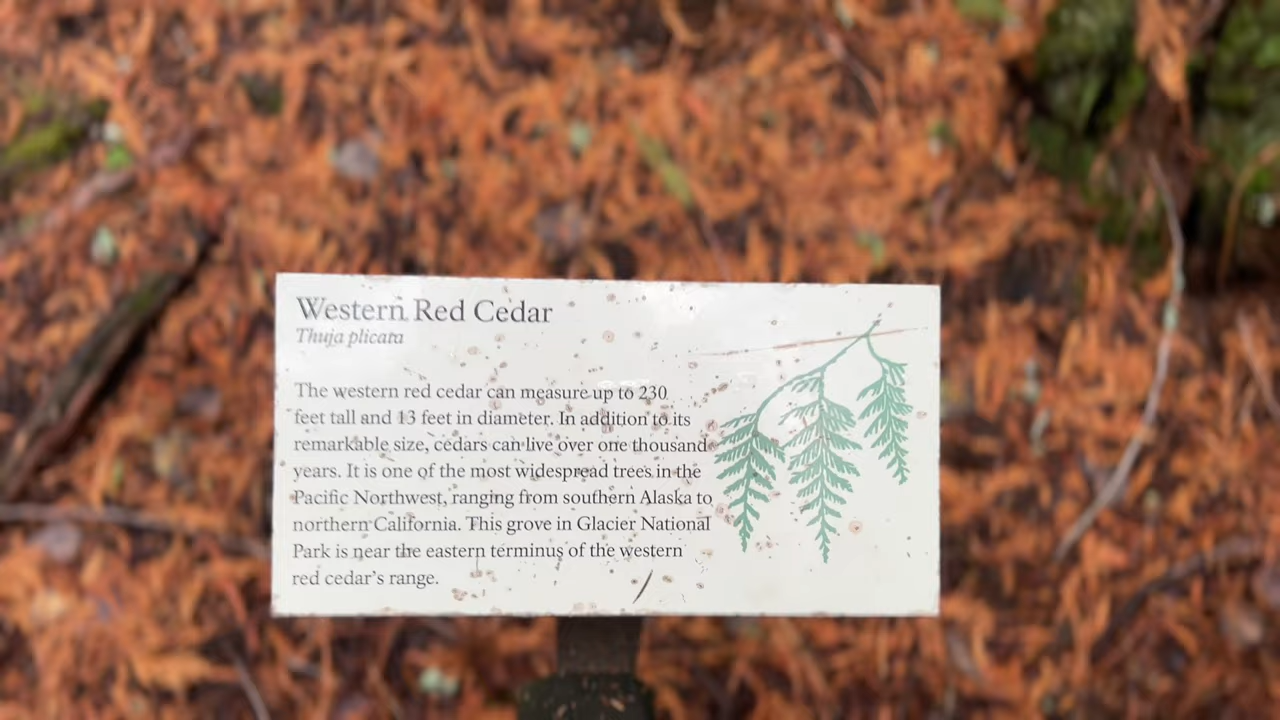 Western Red Cedar
Thuja plicata
The western red cedar can measure up to 230
feet tall and 13 feet in diameter. In addition to its
remarkable size, cedars can live over one thousand
years. It is one of the most widespread trees in the
Pacific Northwest, ranging from southern Alaska to
northern California. This grove in Glacier National
Park is near the eastern terminus of the western
red cedar's range.